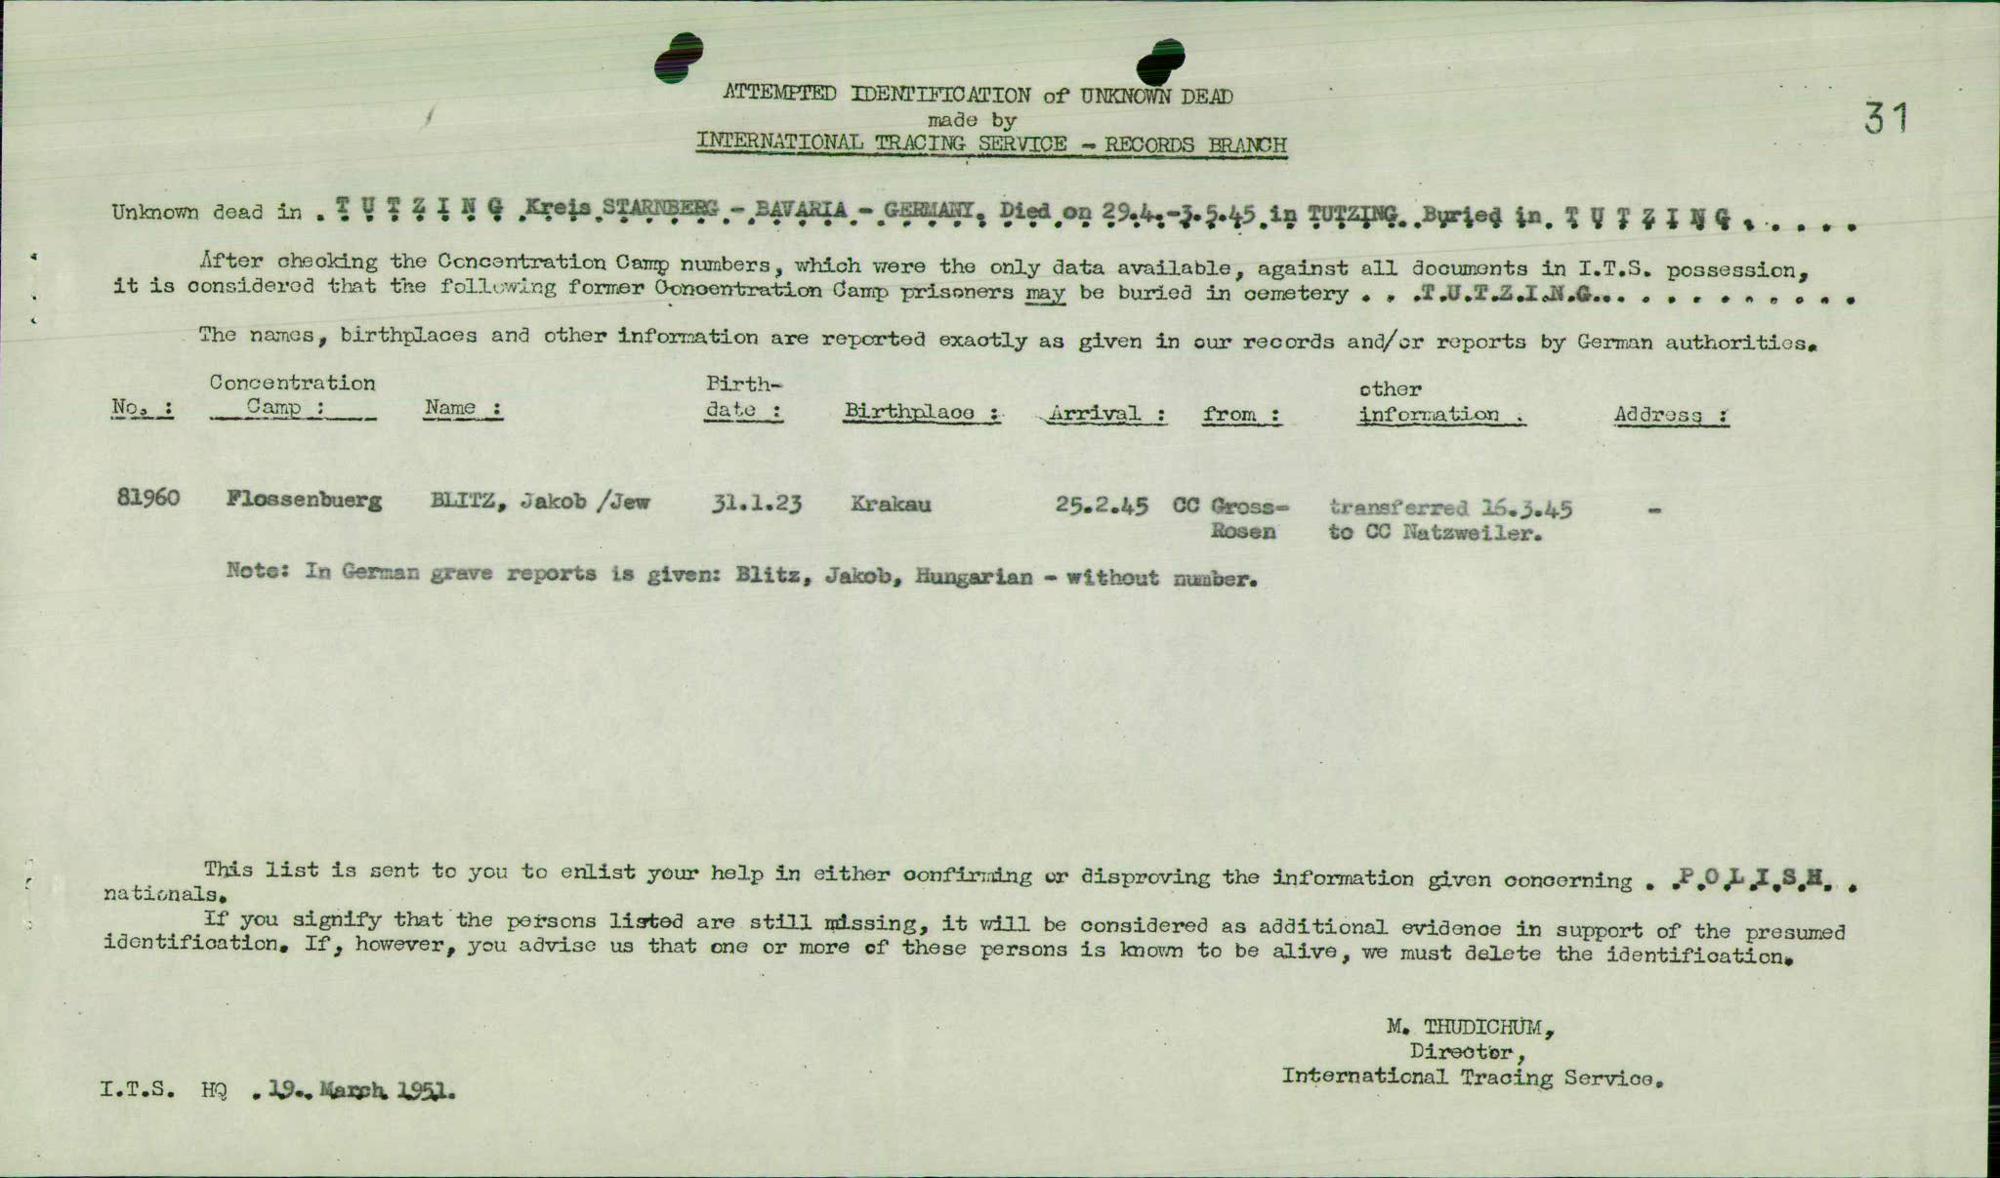 ATTEMPTED IDENTIFICATION of UNKNOWN DEAD
made by
INTERNATIONAL TRACING SERVICE - RECORDS BRANCH
31
Unknown dead in . T U T Z I N G Kreis STARNBERG - BAVARIA - GERMANY. Died on 29.4.-3.5.45 in TUTZING. Buried in T U T Z I N G . . . . .
After checking the Concentration Camp numbers, which were the only data available, against all documents in I.T.S. possession,
it is considered that the following former Concentration Camp prisoners may be buried in cemetery . . .T.U.T.Z.I.N.G... . . . . . . . . . .
The names, birthplaces and other information are reported exactly as given in our records and/or reports by German authorities.
No. : Concentration Camp : Name : Birth-date : Birthplace : Arrival : from : other information : Address :
81960 Flossenbuerg BLITZ, Jakob /Jew 31.1.23 Krakau 25.2.45 CC Gross- transferred 16.3.45 -
Rosen to CC Natzweiler.
Note: In German grave reports is given: Blitz, Jakob, Hungarian - without number.
This list is sent to you to enlist your help in either confirming or disproving the information given concerning . .P.O.L.I.S.H. .
nationals.
If you signify that the persons listed are still missing, it will be considered as additional evidence in support of the presumed
identification. If, however, you advise us that one or more of these persons is known to be alive, we must delete the identification.
M. THUDICHUM,
Director,
International Tracing Service.
I.T.S. HQ . 19.. March 1951.